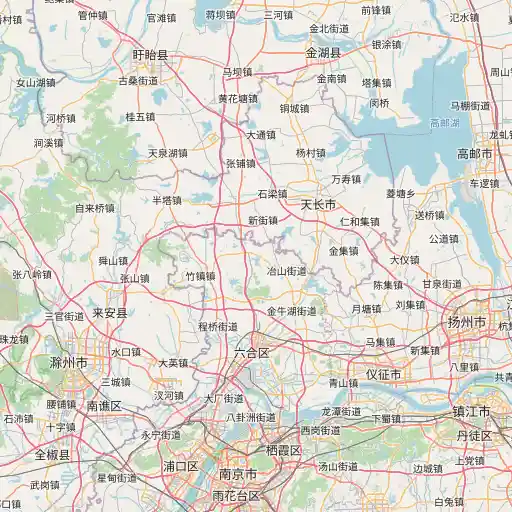 管仲镇
官滩镇
蒋坝镇
三河镇
前锋镇
氾水镇
金北街道
盱眙县
金湖县
银涂镇
马坝镇
周山镇
女山湖镇
古桑街道
金南镇
塔集镇
黄花塘镇
铜城镇
闵桥
马棚街道
河桥镇
桂五镇
高邮湖
大通镇
龙虬镇
涧溪镇
天泉湖镇
张铺镇
杨村镇
高邮市
万寿镇
车逻镇
石梁镇
菱塘乡
半塔镇
天长市
自来桥镇
新街镇
仁和集镇
送桥镇
公道镇
金集镇
舜山镇
大仪镇
张八岭镇
张山镇
竹镇镇
冶山街道
陈集镇
甘泉街道
来安县
月塘镇
刘集镇
三官街道
金牛湖街道
扬州市
程桥街道
珠龙镇
马集镇
水口镇
六合区
新集镇
滁州市
大英镇
八里镇
仪征市
三城镇
青山镇
共青
腰铺镇
南谯区
汊河镇
大厂街道
龙潭街道
镇江市
石沛镇
八卦洲街道
下蜀镇
十字镇
西岗街道
永宁街道
丹徒区
全椒县
栖霞区
浦口区
汤山街道
边城镇
上党镇
星甸街道
南京市
武岗镇
雨花台区
白兔镇